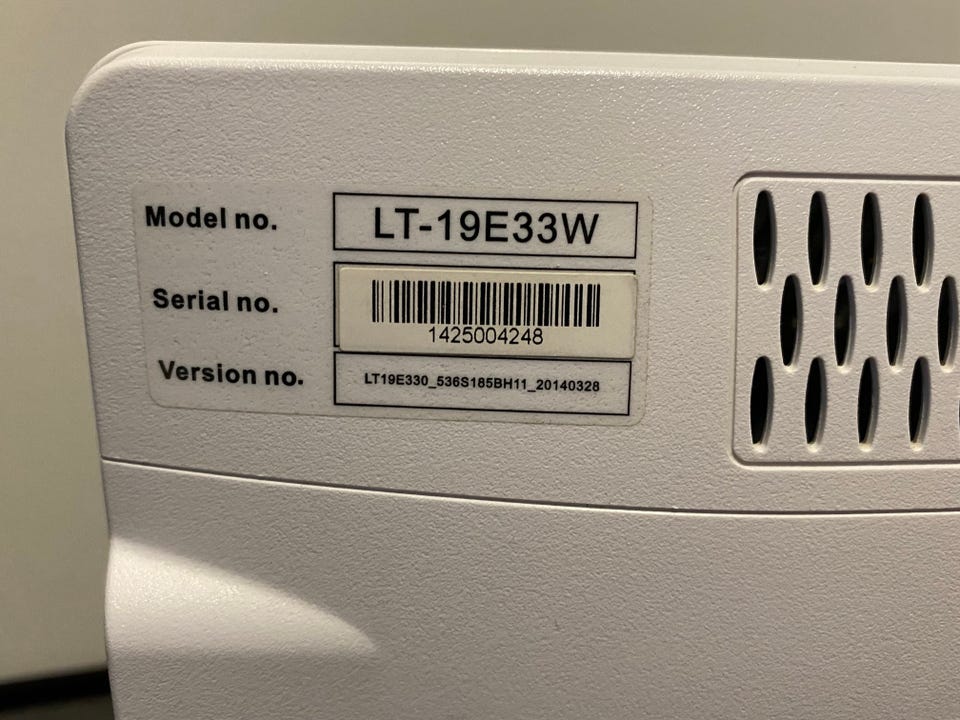 Model no. LT-19E33W
Serial no. 1425004248
Version no. LT19E330_536S185BH11_20140328